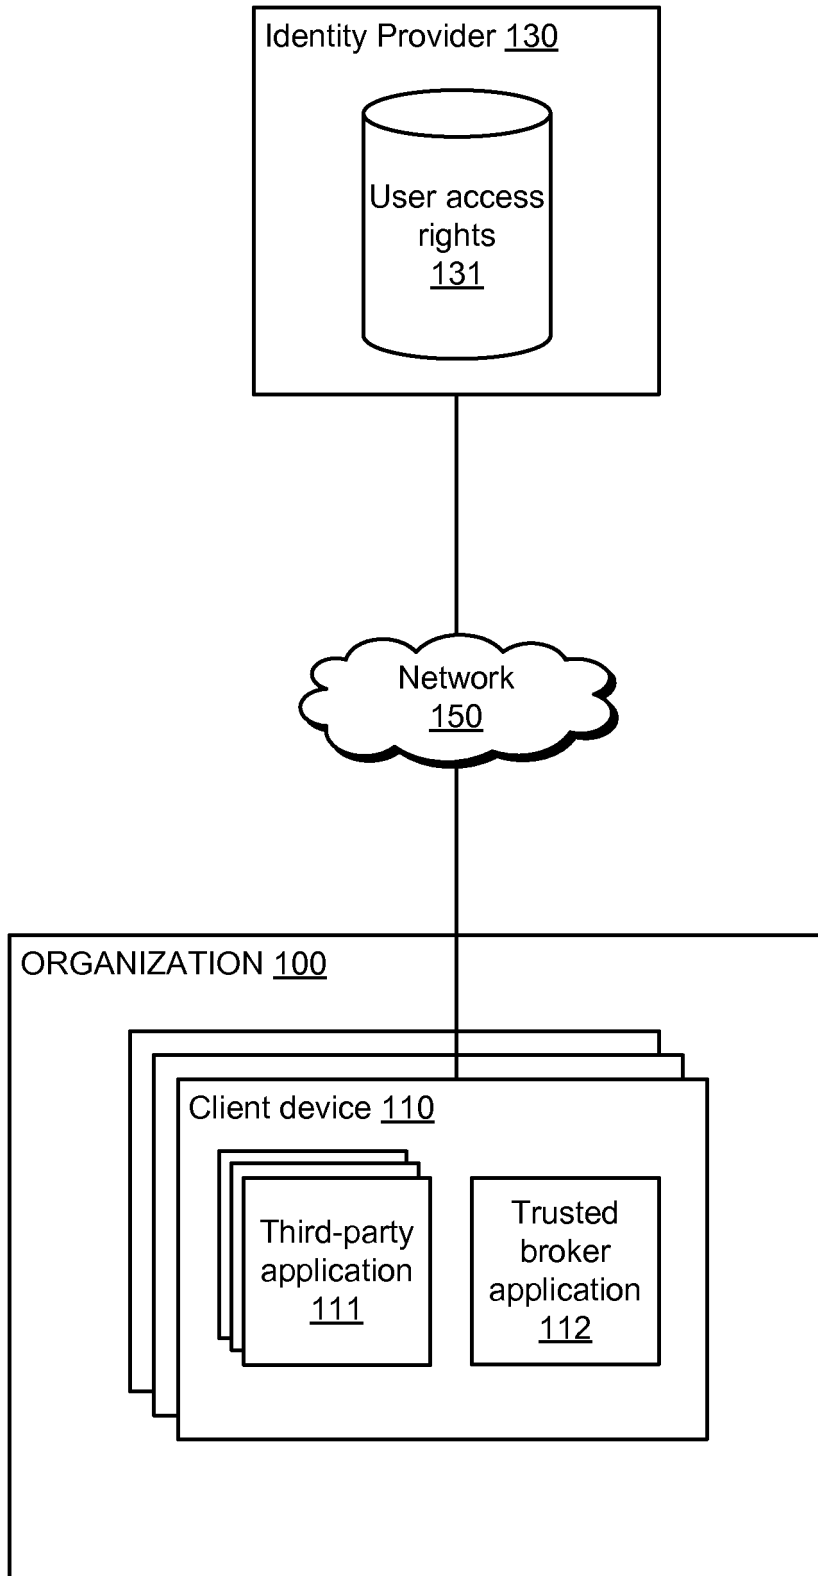 Identity Provider 130
User access
rights
131
Network
150
ORGANIZATION 100
Client device 110
Third-party
application
111
Trusted
broker
application
112